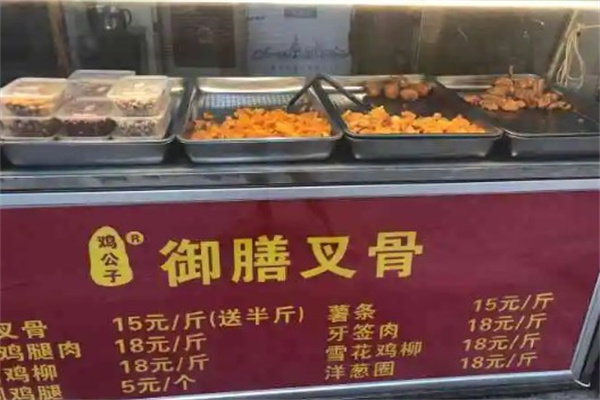 鸡公子®
御膳叉骨
叉骨 15元/斤(送半斤)
鸡腿肉 18元/斤
鸡柳 18元/斤
鸡腿 5元/个
薯条 15元/斤
牙签肉 18元/斤
雪花鸡柳 18元/斤
洋葱圈 18元/斤